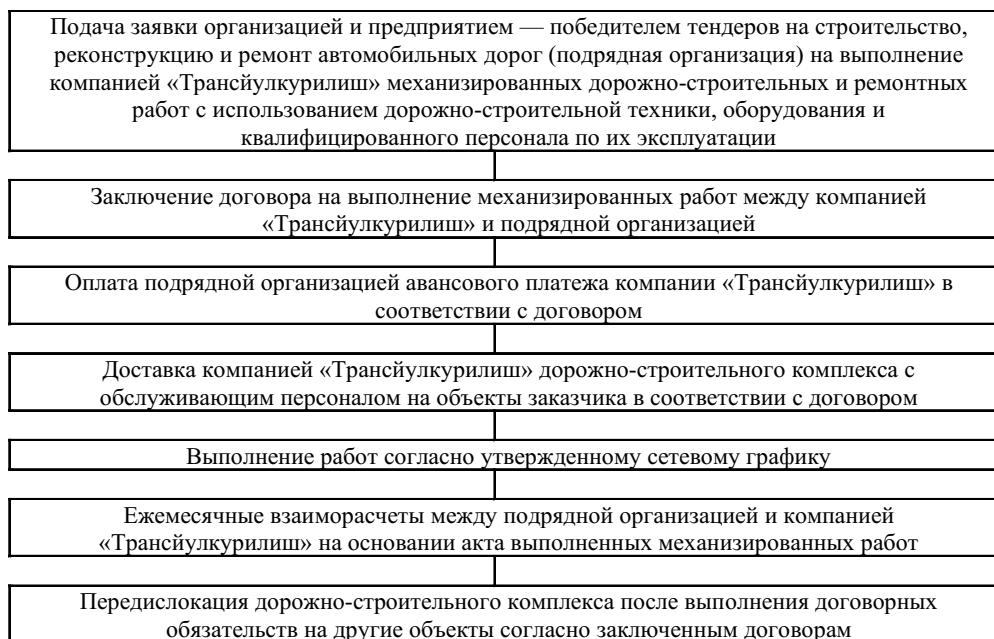 Подача заявки организацией и предприятием — победителем тендеров на строительство,
реконструкцию и ремонт автомобильных дорог (подрядная организация) на выполнение
компанией «Трансйулкурилиш» механизированных дорожно-строительных и ремонтных
работ с использованием дорожно-строительной техники, оборудования и
квалифицированного персонала по их эксплуатации
Заключение договора на выполнение механизированных работ между компанией
«Трансйулкурилиш» и подрядной организацией
Оплата подрядной организацией авансового платежа компании «Трансйулкурилиш» в
соответствии с договором
Доставка компанией «Трансйулкурилиш» дорожно-строительного комплекса с
обслуживающим персоналом на объекты заказчика в соответствии с договором
Выполнение работ согласно утвержденному сетевому графику
Ежемесячные взаиморасчеты между подрядной организацией и компанией
«Трансйулкурилиш» на основании акта выполненных механизированных работ
Передислокация дорожно-строительного комплекса после выполнения договорных
обязательств на другие объекты согласно заключенным договорам